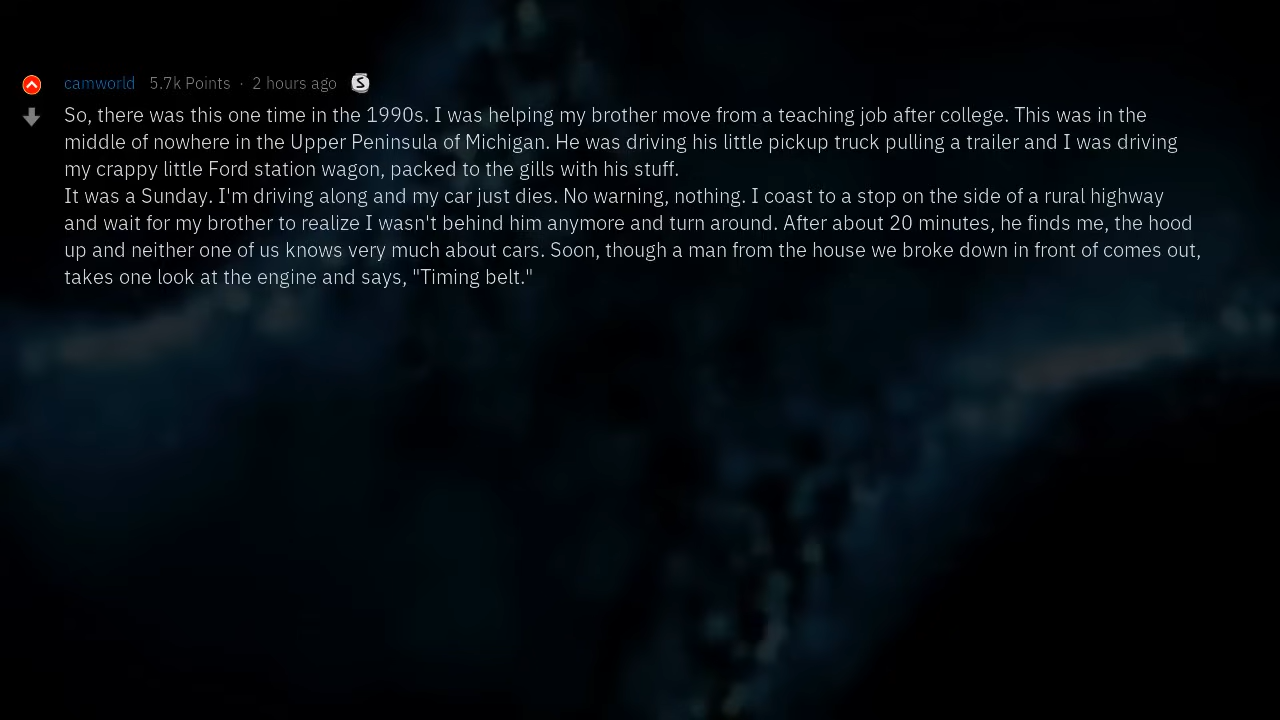 camworld 5.7k Points · 2 hours ago S
So, there was this one time in the 1990s. I was helping my brother move from a teaching job after college. This was in the
middle of nowhere in the Upper Peninsula of Michigan. He was driving his little pickup truck pulling a trailer and I was driving
my crappy little Ford station wagon, packed to the gills with his stuff.
It was a Sunday. I'm driving along and my car just dies. No warning, nothing. I coast to a stop on the side of a rural highway
and wait for my brother to realize I wasn't behind him anymore and turn around. After about 20 minutes, he finds me, the hood
up and neither one of us knows very much about cars. Soon, though a man from the house we broke down in front of comes out,
takes one look at the engine and says, "Timing belt."